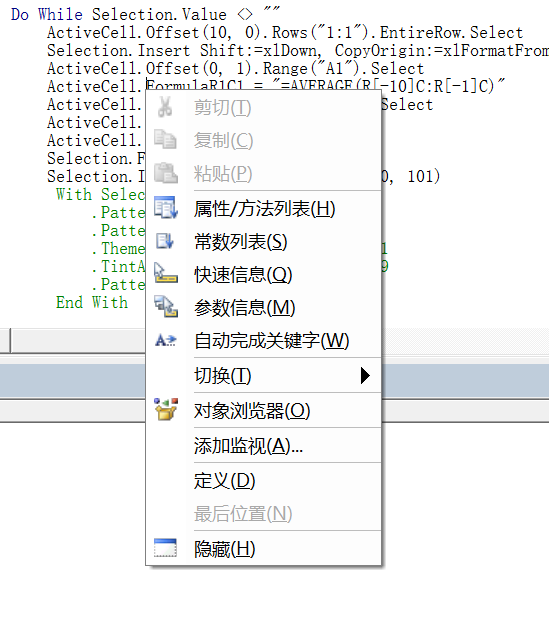 Do While Selection.Value <> ""
ActiveCell.Offset(10, 0).Rows("1:1").EntireRow.Select
Selection.Insert Shift:=xlDown, CopyOrigin:=xlFormatFrom
ActiveCell.Offset(0, 1).Range("A1").Select
ActiveCell.FormulaR1C1 = "=AVERAGE(R[-10]C:R[-1]C)"
ActiveCell. Select
ActiveCell.
ActiveCell.
Selection.F
Selection.I 0, 101)
With Selec
.Patte
.Patte
.Theme 1
.TintA 9
.Patte
End With
剪切(T)
复制(C)
粘贴(P)
属性/方法列表(H)
常数列表(S)
快速信息(Q)
参数信息(M)
自动完成关键字(W)
切换(T)
对象浏览器(O)
添加监视(A)...
定义(D)
最后位置(N)
隐藏(H)